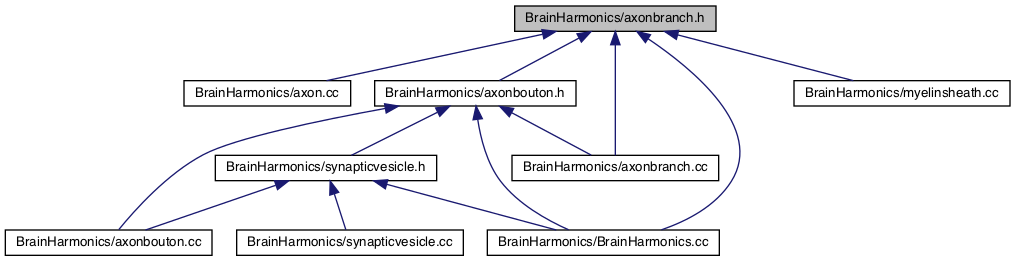 BrainHarmonics/axonbranch.h
BrainHarmonics/axon.cc
BrainHarmonics/axonbouton.h
BrainHarmonics/myelinsheath.cc
BrainHarmonics/synapticvesicle.h
BrainHarmonics/axonbranch.cc
BrainHarmonics/axonbouton.cc
BrainHarmonics/synapticvesicle.cc
BrainHarmonics/BrainHarmonics.cc